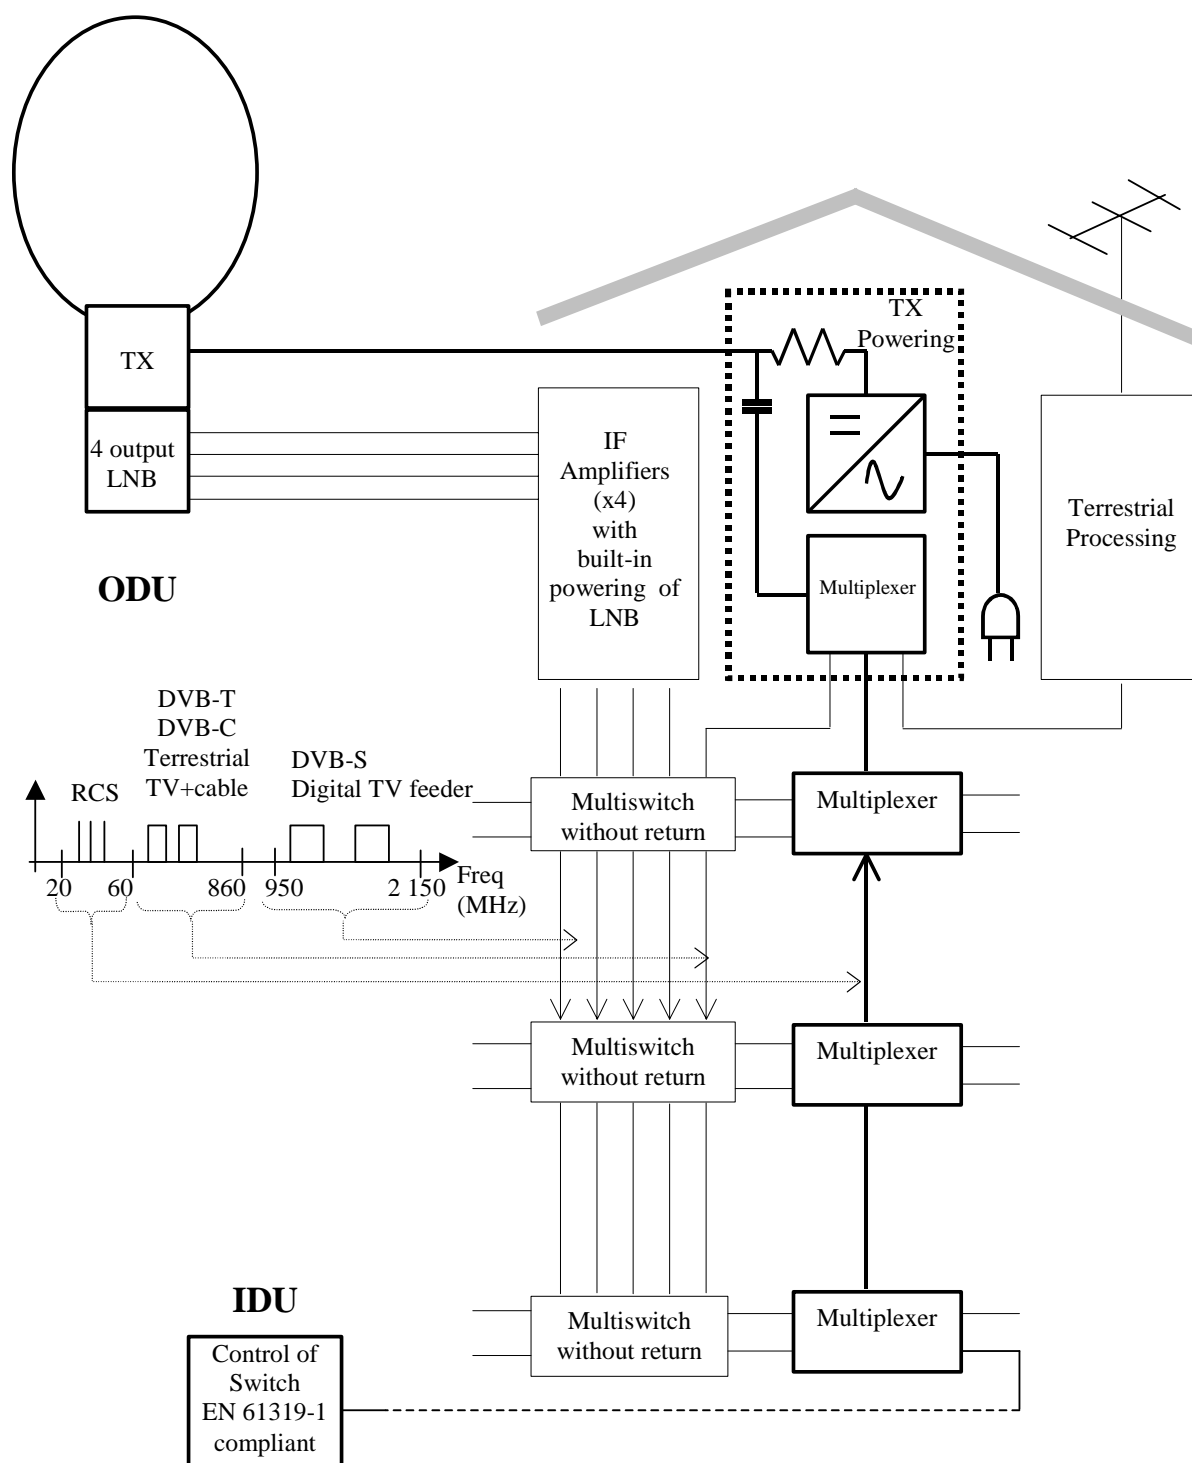 TX
Powering
TX
4 output
LNB
IF
Amplifiers
(x4)
with
built-in
powering of
LNB
Multiplexer
Terrestrial
Processing
ODU
DVB-T
DVB-C
Terrestrial
TV+cable
RCS
DVB-S
Digital TV feeder
20
60
860
950
2 150
Freq
(MHz)
Multiswitch
without return
Multiplexer
Multiswitch
without return
Multiplexer
IDU
Multiswitch
without return
Multiplexer
Control of
Switch
EN 61319-1
compliant